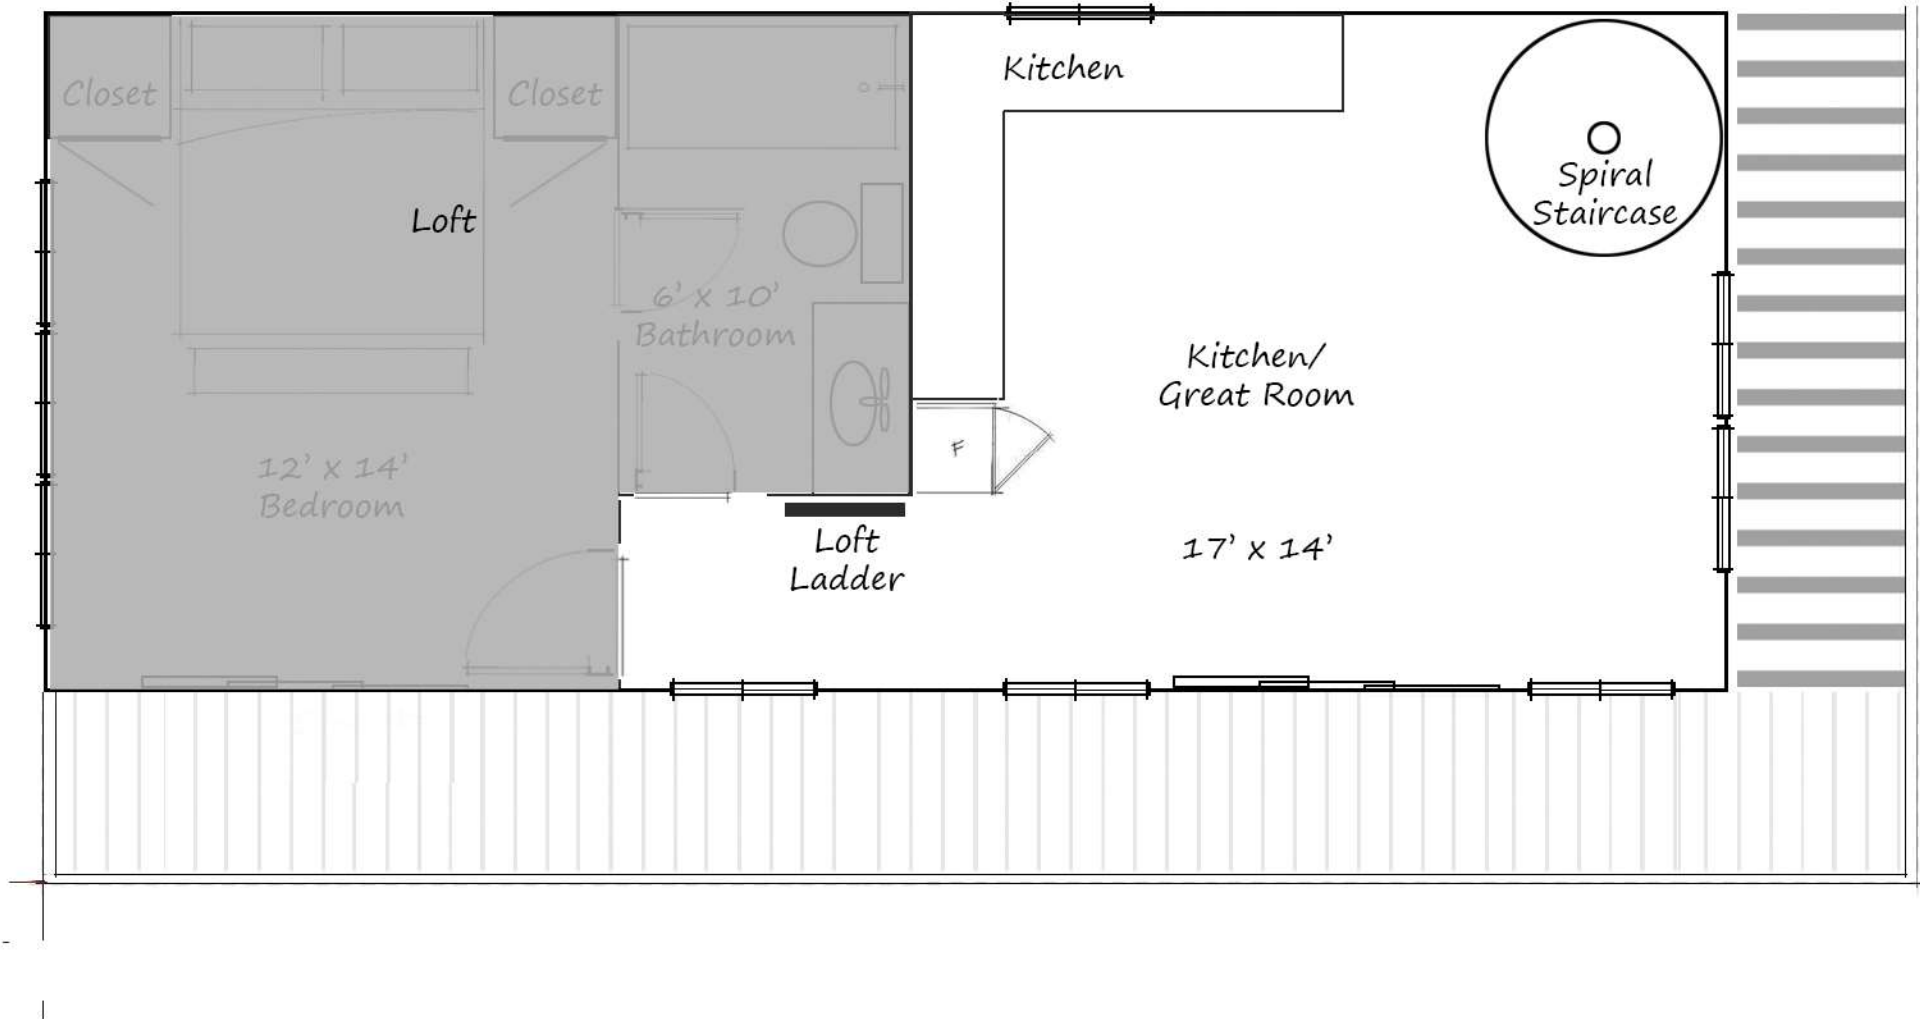 Kitchen
Closet
Closet
Spiral
Staircase
Loft
6' x 10'
Bathroom
Kitchen/
Great Room
F
12' x 14'
Bedroom
Loft
Ladder
17' x 14'